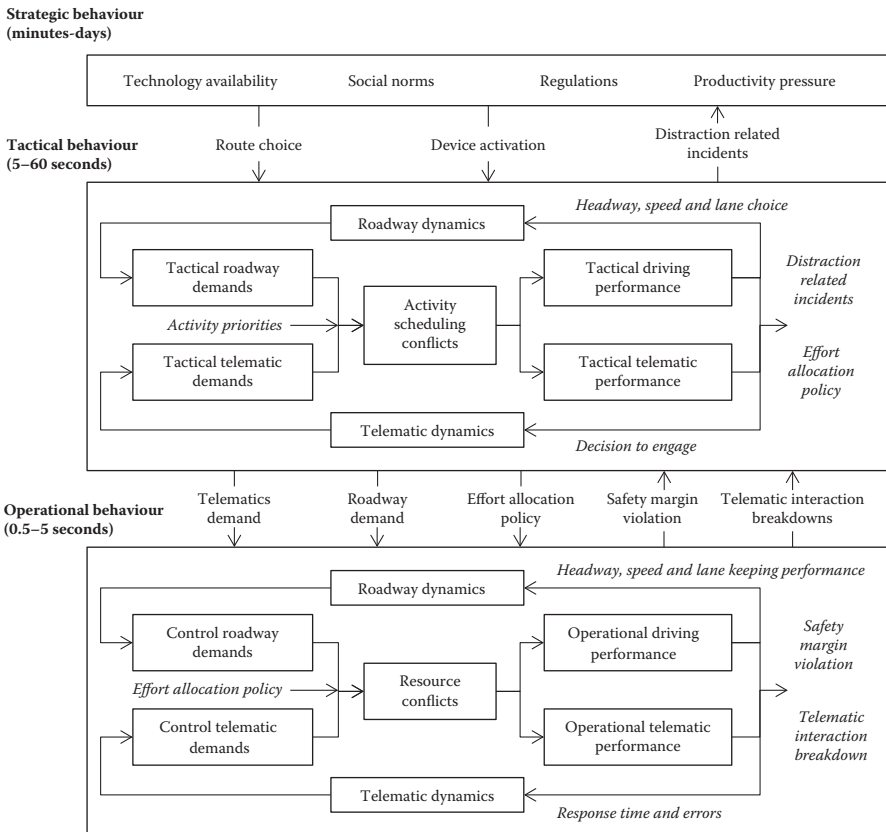 Strategic behaviour
(minutes-days)
Technology availability
Social norms
Regulations
Productivity pressure
Tactical behaviour
(5–60 seconds)
Route choice
Device activation
Distraction related
incidents
Roadway dynamics
Headway, speed and lane choice
Tactical roadway
demands
Activity priorities
Tactical telematic
demands
Activity
scheduling
conflicts
Tactical driving
performance
Tactical telematic
performance
Distraction
related
incidents
Effort
allocation
policy
Telematic dynamics
Decision to engage
Operational behaviour
(0.5–5 seconds)
Telematics
demand
Roadway
demand
Effort allocation
policy
Safety margin
violation
Telematic interaction
breakdowns
Roadway dynamics
Headway, speed and lane keeping performance
Control roadway
demands
Effort allocation policy
Control telematic
demands
Resource
conflicts
Operational driving
performance
Operational telematic
performance
Safety
margin
violation
Telematic
interaction
breakdown
Telematic dynamics
Response time and errors